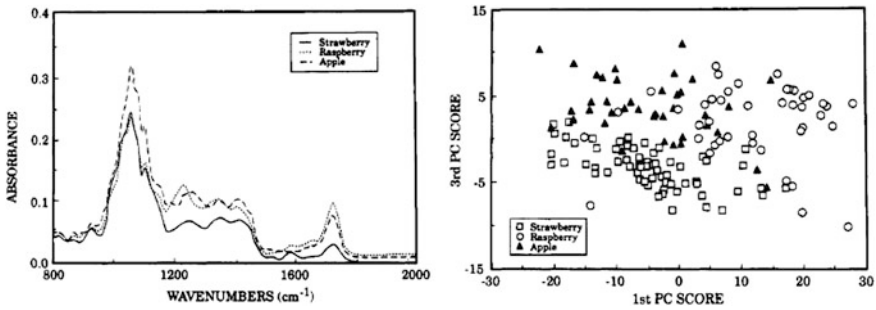 0.4
0.3
0.2
0.1
0.0
ABSORBANCE
Strawberry
Raspberry
Apple
800 1200 1600 2000
WAVENUMBERS (cm-1)
15
5
-5
-15
3rd PC SCORE
Strawberry
Raspberry
Apple
-30 -20 -10 0 10 20 30
1st PC SCORE